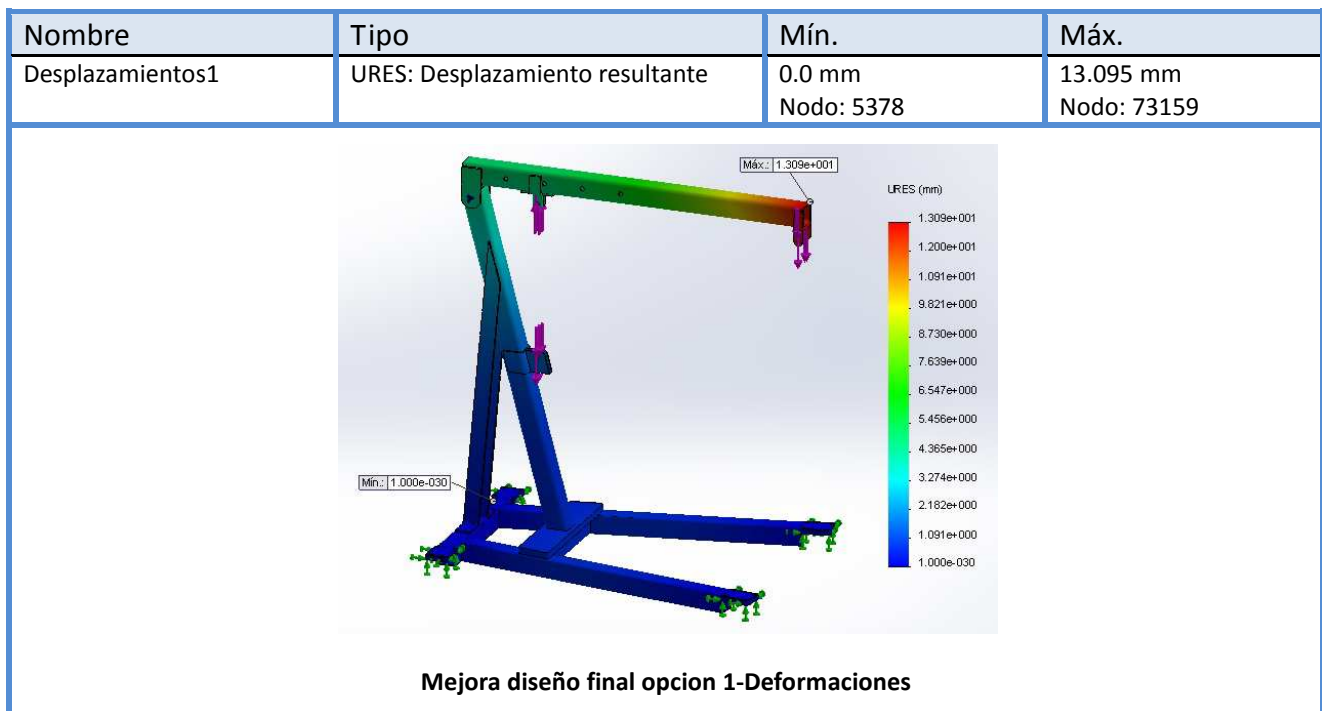 Nombre Tipo Mín. Máx.
Desplazamientos1 URES: Desplazamiento resultante 0.0 mm 13.095 mm
Nodo: 5378 Nodo: 73159
Máx.: 1.309e+001
URES (mm)
1.309e+001
1.200e+001
1.091e+001
9.821e+000
8.730e+000
7.639e+000
6.547e+000
5.456e+000
4.365e+000
3.274e+000
2.182e+000
1.091e+000
1.000e-030
Mín.: 1.000e-030
Mejora diseño final opcion 1-Deformaciones